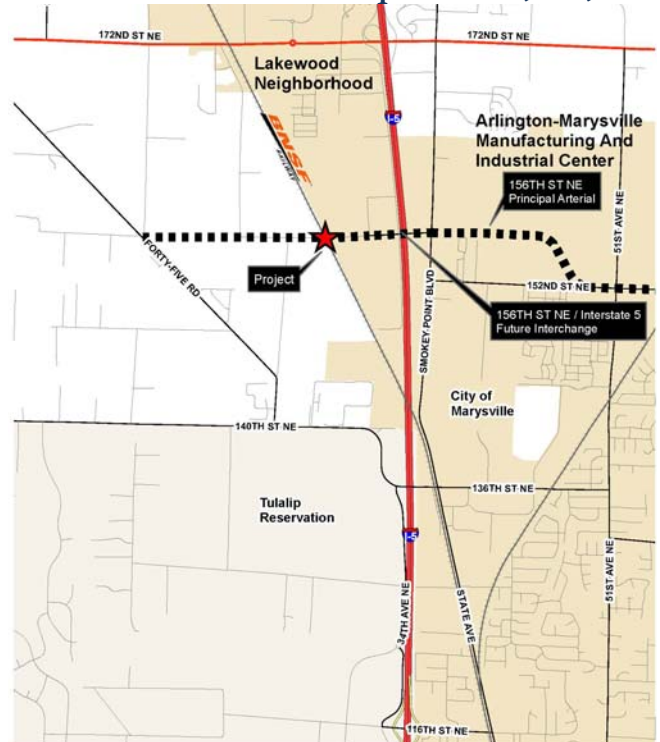 172ND ST NE
172ND ST NE
Lakewood
Neighborhood
I-5
BNSF
RAILWAY
Arlington-Marysville
Manufacturing And
Industrial Center
156TH ST NE
Principal Arterial
51ST AVE NE
FORTY-FIVE RD
Project
SMOKEY POINT BLVD
152ND ST NE
156TH ST NE / Interstate 5
Future Interchange
City of
Marysville
140TH ST NE
136TH ST NE
Tulalip
Reservation
I-5
34TH AVE NE
STATE AVE
51ST AVE NE
116TH ST NE